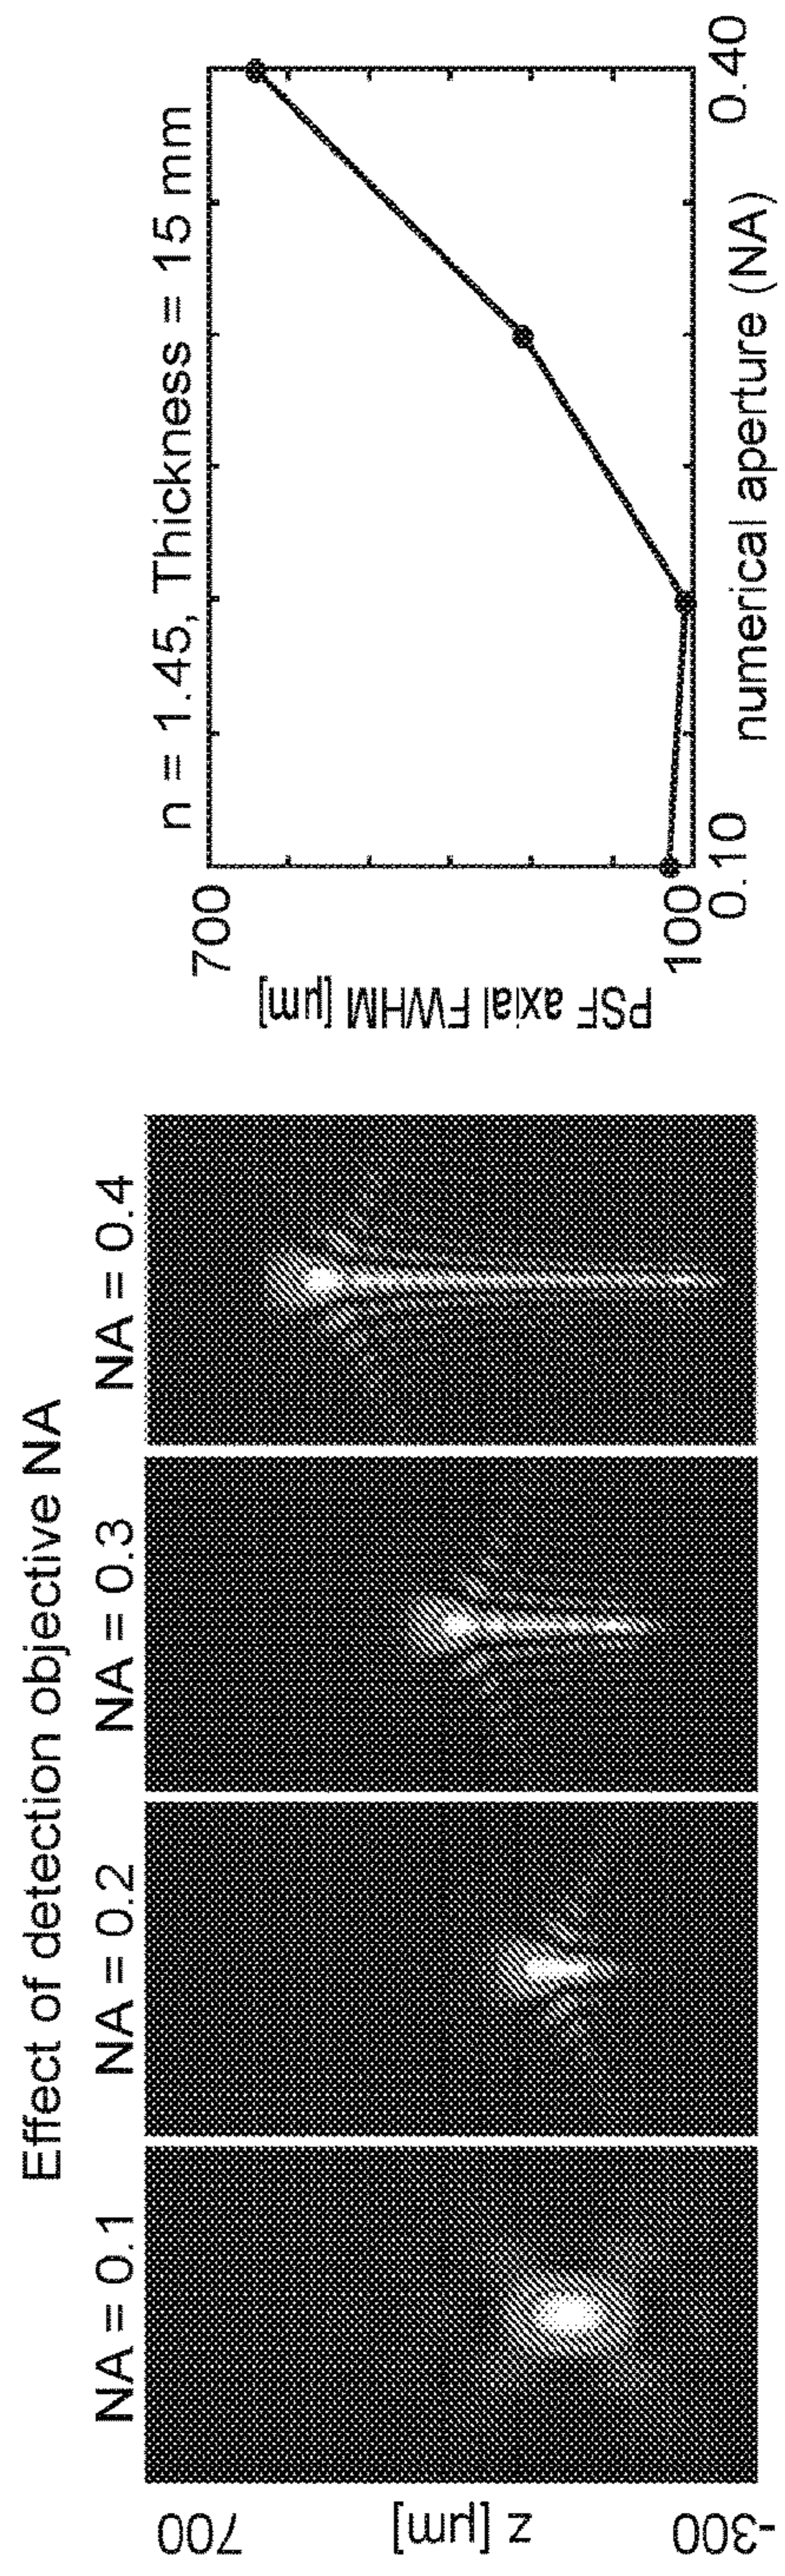 Effect of detection objective NA
NA = 0.1
NA = 0.2
NA = 0.3
NA = 0.4
700
z [µm]
-300
n = 1.45, Thickness = 15 mm
700
PSF axial FWHM [µm]
100
0.10
0.40
numerical aperture (NA)